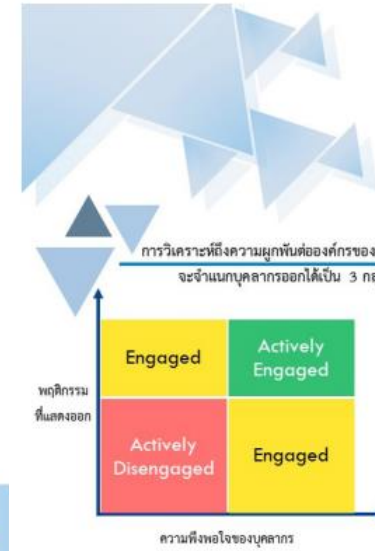 การวิเคราะห์ถึงความผูกพันต่อองค์กรของ
จะจำแนกบุคลากรออกได้เป็น 3
พฤติกรรม
ที่แสดงออก
Engaged
Actively
Engaged
Actively
Disengaged
Engaged
ความพึงพอใจของบุคลากร